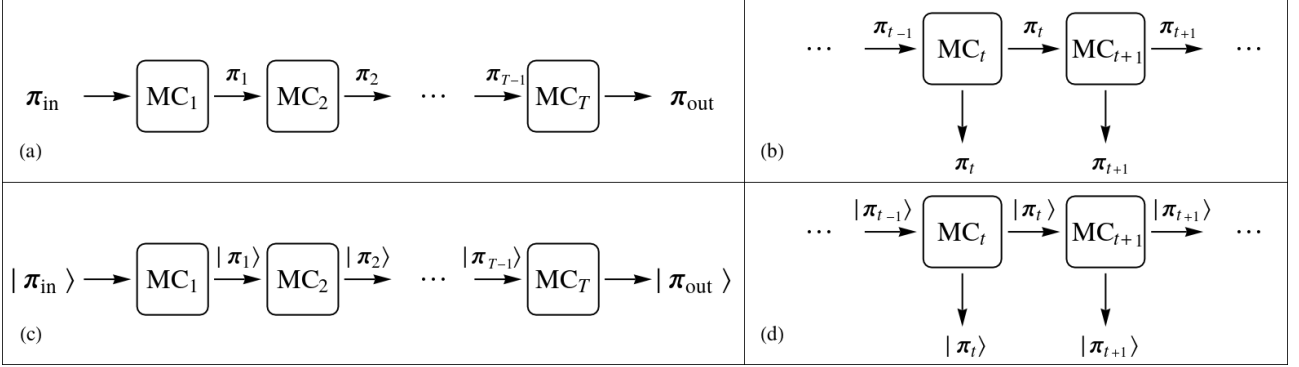 π_in MC_1 π_1 MC_2 π_2 ⋯ π_{T−1} MC_T π_out
(a)
⋯ π_{t−1} MC_t π_t MC_{t+1} π_{t+1} ⋯
π_t π_{t+1}
(b)
|π_in⟩ MC_1 |π_1⟩ MC_2 |π_2⟩ ⋯ |π_{T−1}⟩ MC_T |π_out⟩
(c)
⋯ |π_{t−1}⟩ MC_t |π_t⟩ MC_{t+1} |π_{t+1}⟩ ⋯
|π_t⟩ |π_{t+1}⟩
(d)